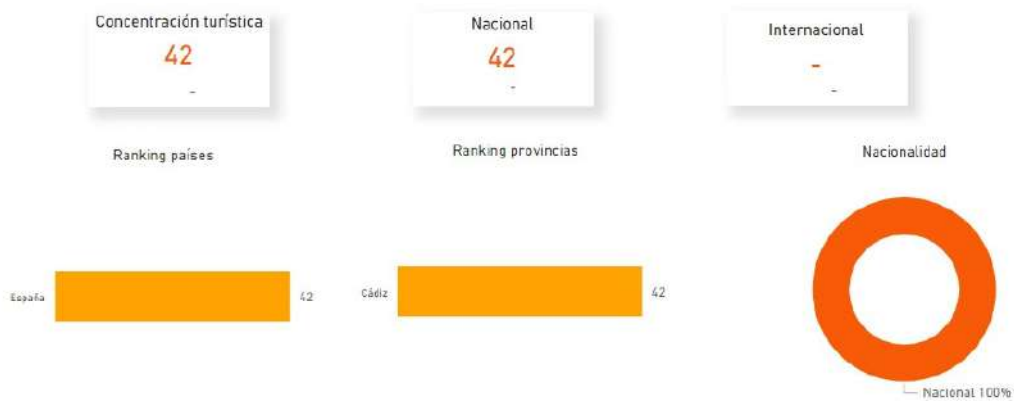 Concentración turística
42
-
Nacional
42
-
Internacional
-
-
Ranking países
Ranking provincias
Nacionalidad
España
42
Cádiz
42
Nacional 100%